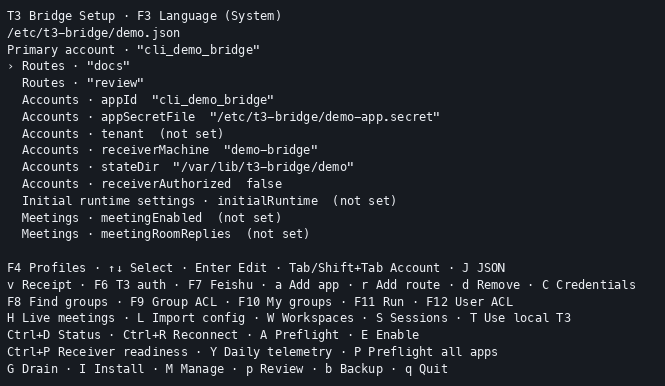 T3 Bridge Setup · F3 Language (System)
/etc/t3-bridge/demo.json
Primary account · "cli_demo_bridge"
› Routes · "docs"
Routes · "review"
Accounts · appId  "cli_demo_bridge"
Accounts · appSecretFile  "/etc/t3-bridge/demo-app.secret"
Accounts · tenant  (not set)
Accounts · receiverMachine  "demo-bridge"
Accounts · stateDir  "/var/lib/t3-bridge/demo"
Accounts · receiverAuthorized  false
Initial runtime settings · initialRuntime  (not set)
Meetings · meetingEnabled  (not set)
Meetings · meetingRoomReplies  (not set)
F4 Profiles · ↑↓ Select · Enter Edit · Tab/Shift+Tab Account · J JSON
v Receipt · F6 T3 auth · F7 Feishu · a Add app · r Add route · d Remove · C Credentials
F8 Find groups · F9 Group ACL · F10 My groups · F11 Run · F12 User ACL
H Live meetings · L Import config · W Workspaces · S Sessions · T Use local T3
Ctrl+D Status · Ctrl+R Reconnect · A Preflight · E Enable
Ctrl+P Receiver readiness · Y Daily telemetry · P Preflight all apps
G Drain · I Install · M Manage · p Review · b Backup · q Quit